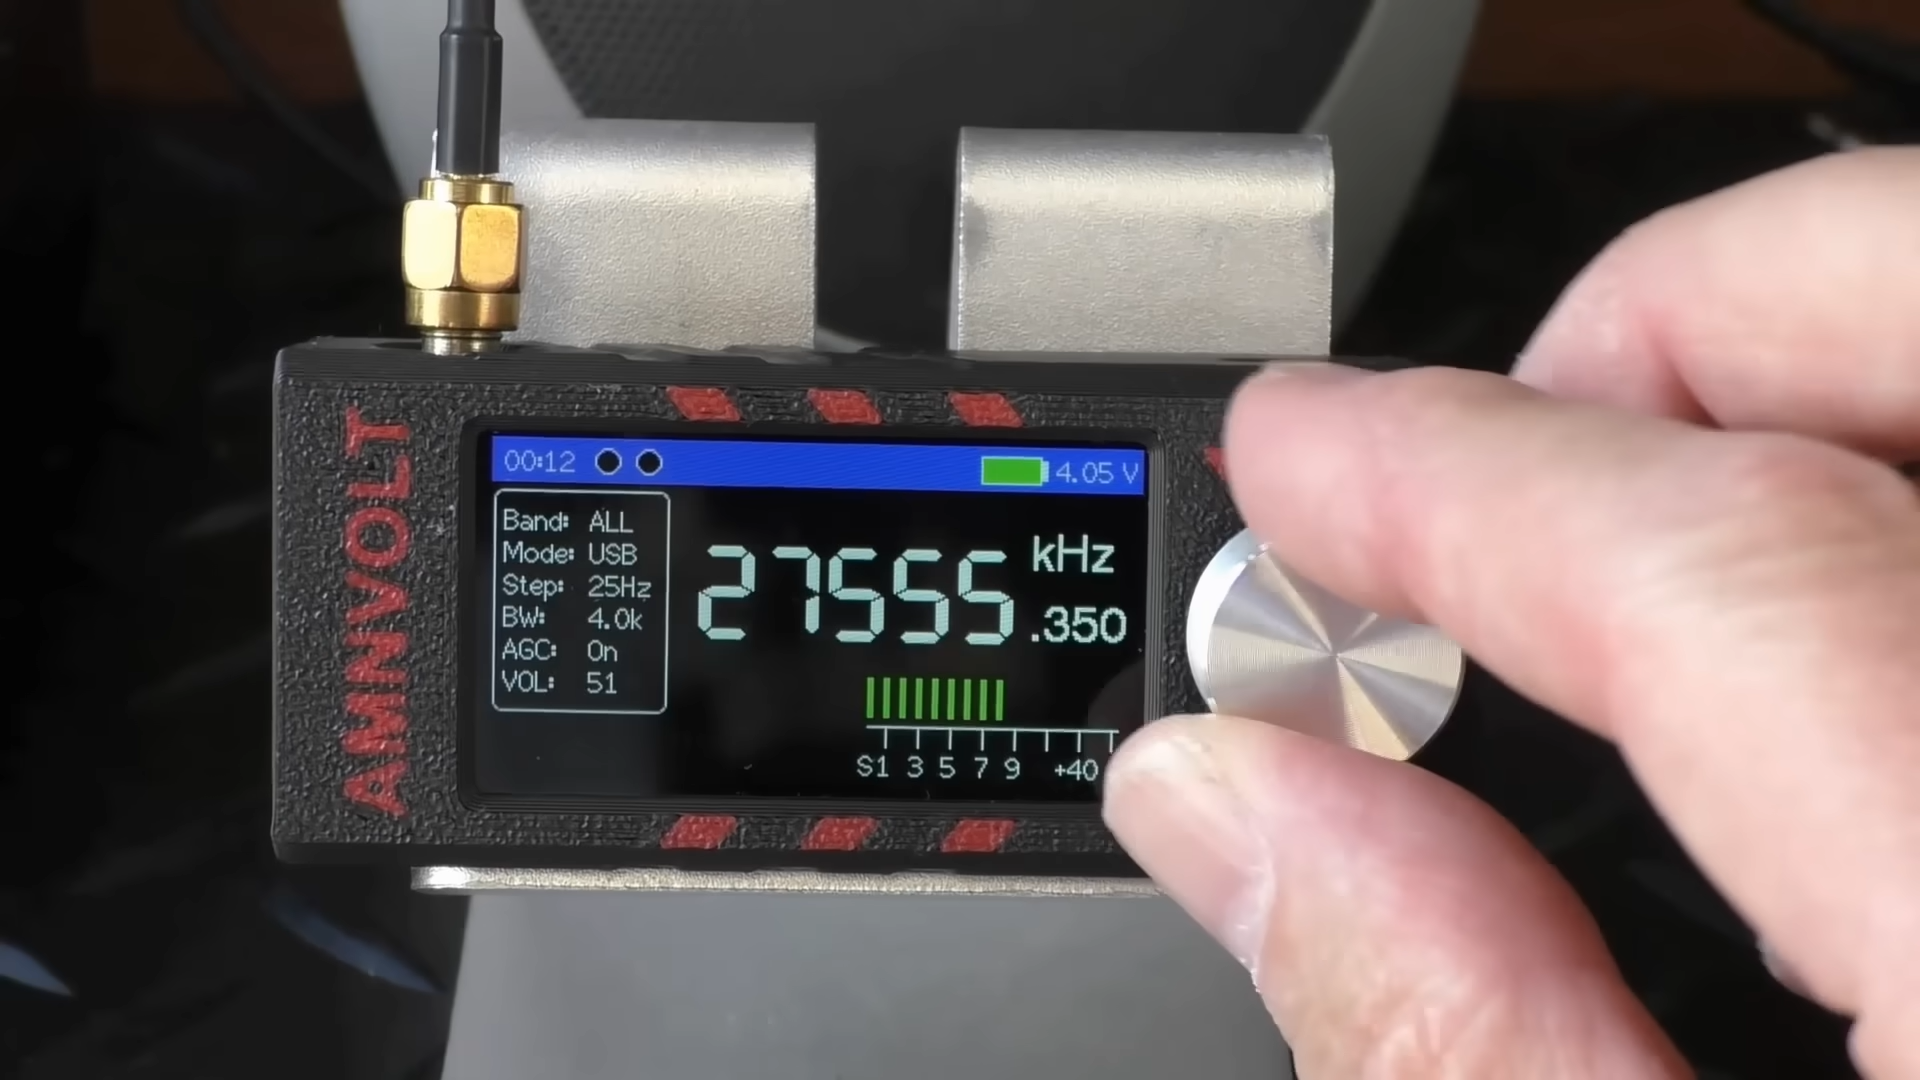 AMNVOLT
00:12 4.05 V
Band: ALL
Mode: USB
Step: 25Hz
BW: 4.0k
AGC: On
VOL: 51
27555 kHz
.350
S1 3 5 7 9 +40